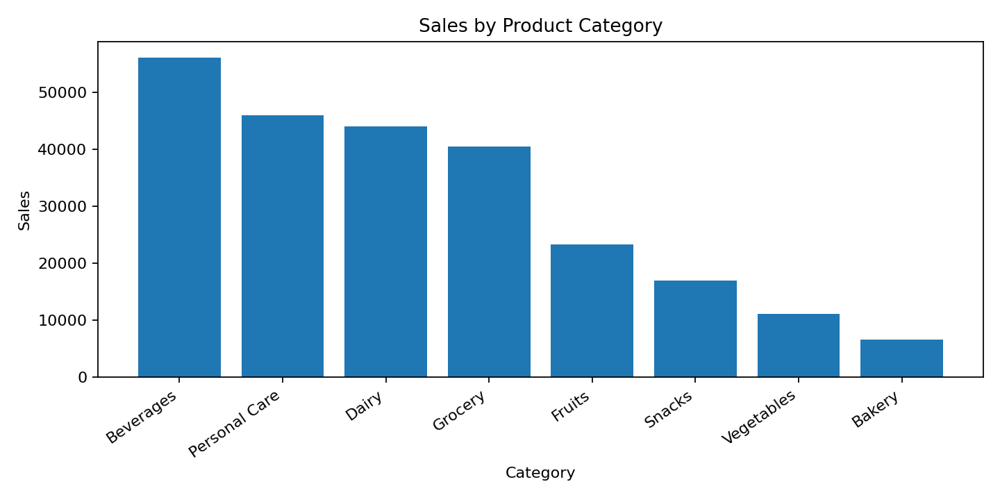 Sales by Product Category
Sales
50000
40000
30000
20000
10000
0
Beverages
Personal Care
Dairy
Grocery
Fruits
Snacks
Vegetables
Bakery
Category